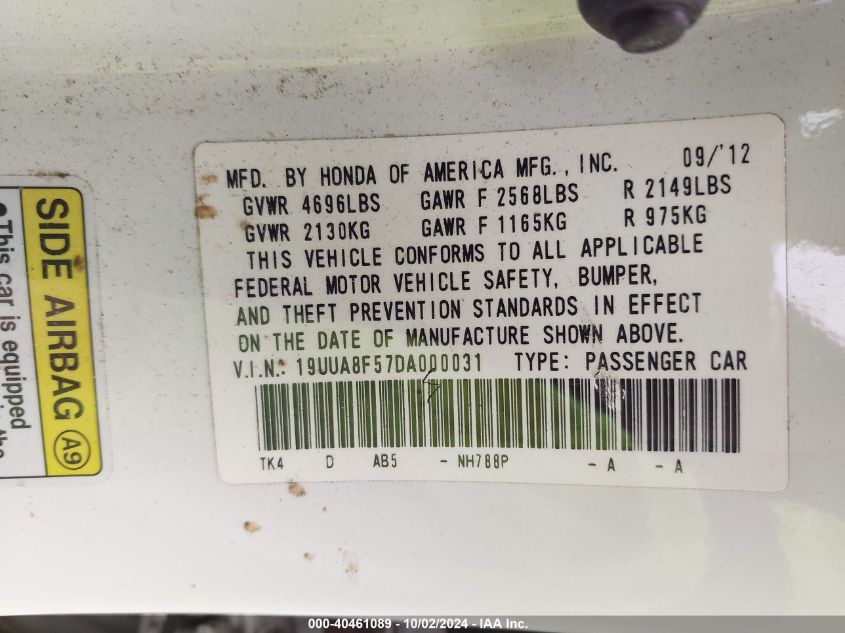 MFD. BY HONDA OF AMERICA MFG., INC. 09/'12
GVWR 4696LBS GAWR F 2568LBS R 2149LBS
GVWR 2130KG GAWR F 1165KG R 975KG
THIS VEHICLE CONFORMS TO ALL APPLICABLE
FEDERAL MOTOR VEHICLE SAFETY, BUMPER,
AND THEFT PREVENTION STANDARDS IN EFFECT
ON THE DATE OF MANUFACTURE SHOWN ABOVE.
V.I.N.: 19UUA8F57DA000031 TYPE: PASSENGER CAR
TK4 D AB5 - NH788P - A - A
SIDE AIRBAG A9
• This car is equipped
000-40461089 - 10/02/2024 - IAA Inc.